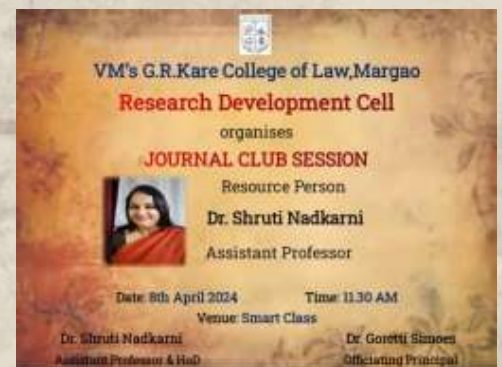 VM's G.R.Kare College of Law,Margao
Research Development Cell
organises
JOURNAL CLUB SESSION
Resource Person
Dr. Shruti Nadkarni
Assistant Professor
Date: 8th April 2024 Time: 11.30 AM
Venue: Smart Class
Dr. Shruti Nadkarni Dr. Goretti Simoes
Assistant Professor & HoD Officiating Principal